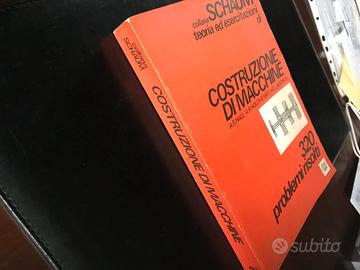 collana
SCHAUM
teoria ed esercitazioni
di
COSTRUZIONE
DI MACCHINE
320
problemi risolti
COSTRUZIONE DI MACCHINE
subito